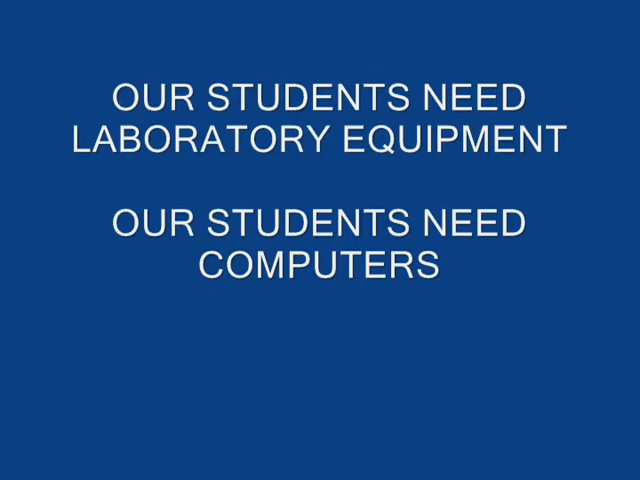 OUR STUDENTS NEED
LABORATORY EQUIPMENT
OUR STUDENTS NEED
COMPUTERS